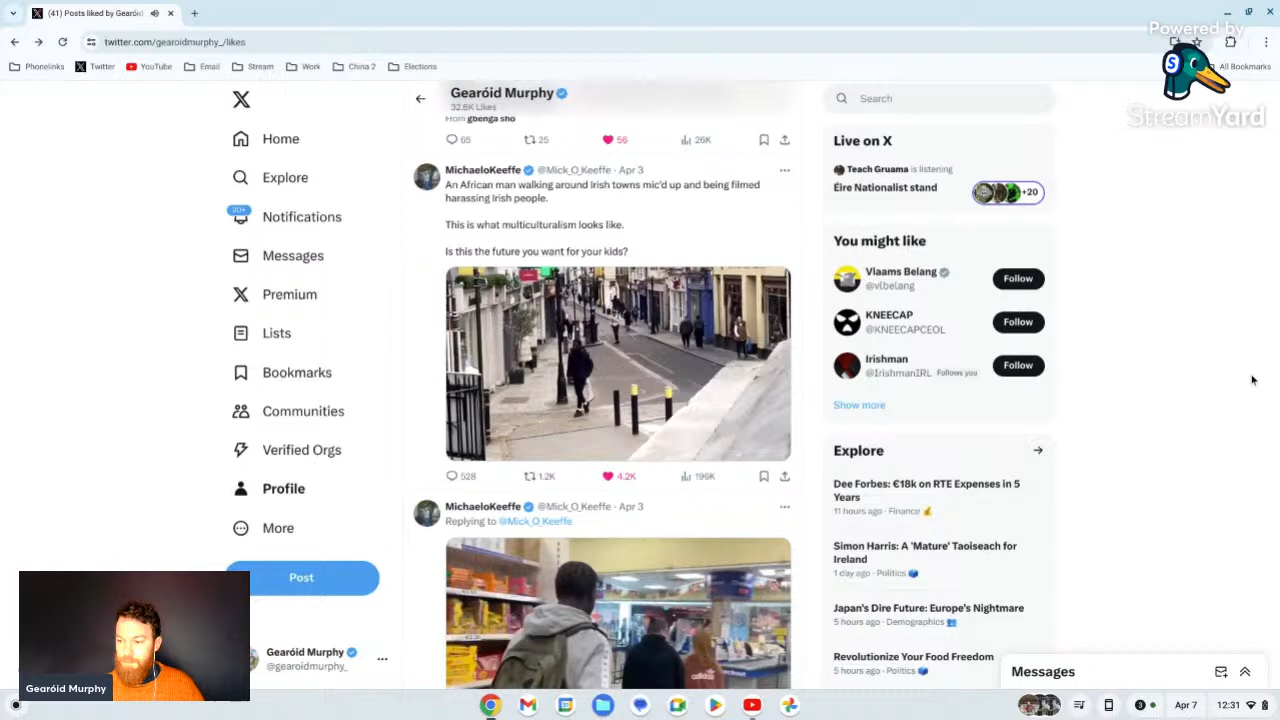 (41) Posts liked by Gearóid
twitter.com/gearoidmurphy_/likes
Phonelinks
Twitter
YouTube
Email
Stream
Work
China 2
Elections
All Bookmarks
Powered by
StreamYard
Home
Explore
Notifications
20+
Messages
Premium
Lists
Bookmarks
Communities
Verified Orgs
Profile
More
Post
Gearóid Murphy
@gearoidmurphy_
Gearóid Murphy
Gearóid Murphy
32.6K Likes
From gbenga sho
65
25
56
26K
MichaeloKeeffe @Mick_O_Keeffe · Apr 3
An African man walking around Irish towns mic'd up and being filmed
harassing Irish people.
This is what multiculturalism looks like.
Is this the future you want for your kids?
528
1.2K
4.2K
196K
MichaeloKeeffe @Mick_O_Keeffe · Apr 3
Replying to @Mick_O_Keeffe
Search
Live on X
Teach Gruama is listening
Éire Nationalist stand
+20
You might like
Vlaams Belang
@vlbelang
Follow
KNEECAP
@KNEECAPCEOL
Follow
Irishman
@IrishmanIRL Follows you
Follow
Show more
Explore
Dee Forbes: €18k on RTE Expenses in 5
Years
11 hours ago · Finance
Simon Harris: A 'Mature' Taoiseach for
Ireland
1 day ago · Politics
Japan's Dire Future: Europe's Nightmare
5 hours ago · Demographics
Revolutionize Your Food Freedom
5 hours ago · Politics
Messages
3
Apr 7
12:31